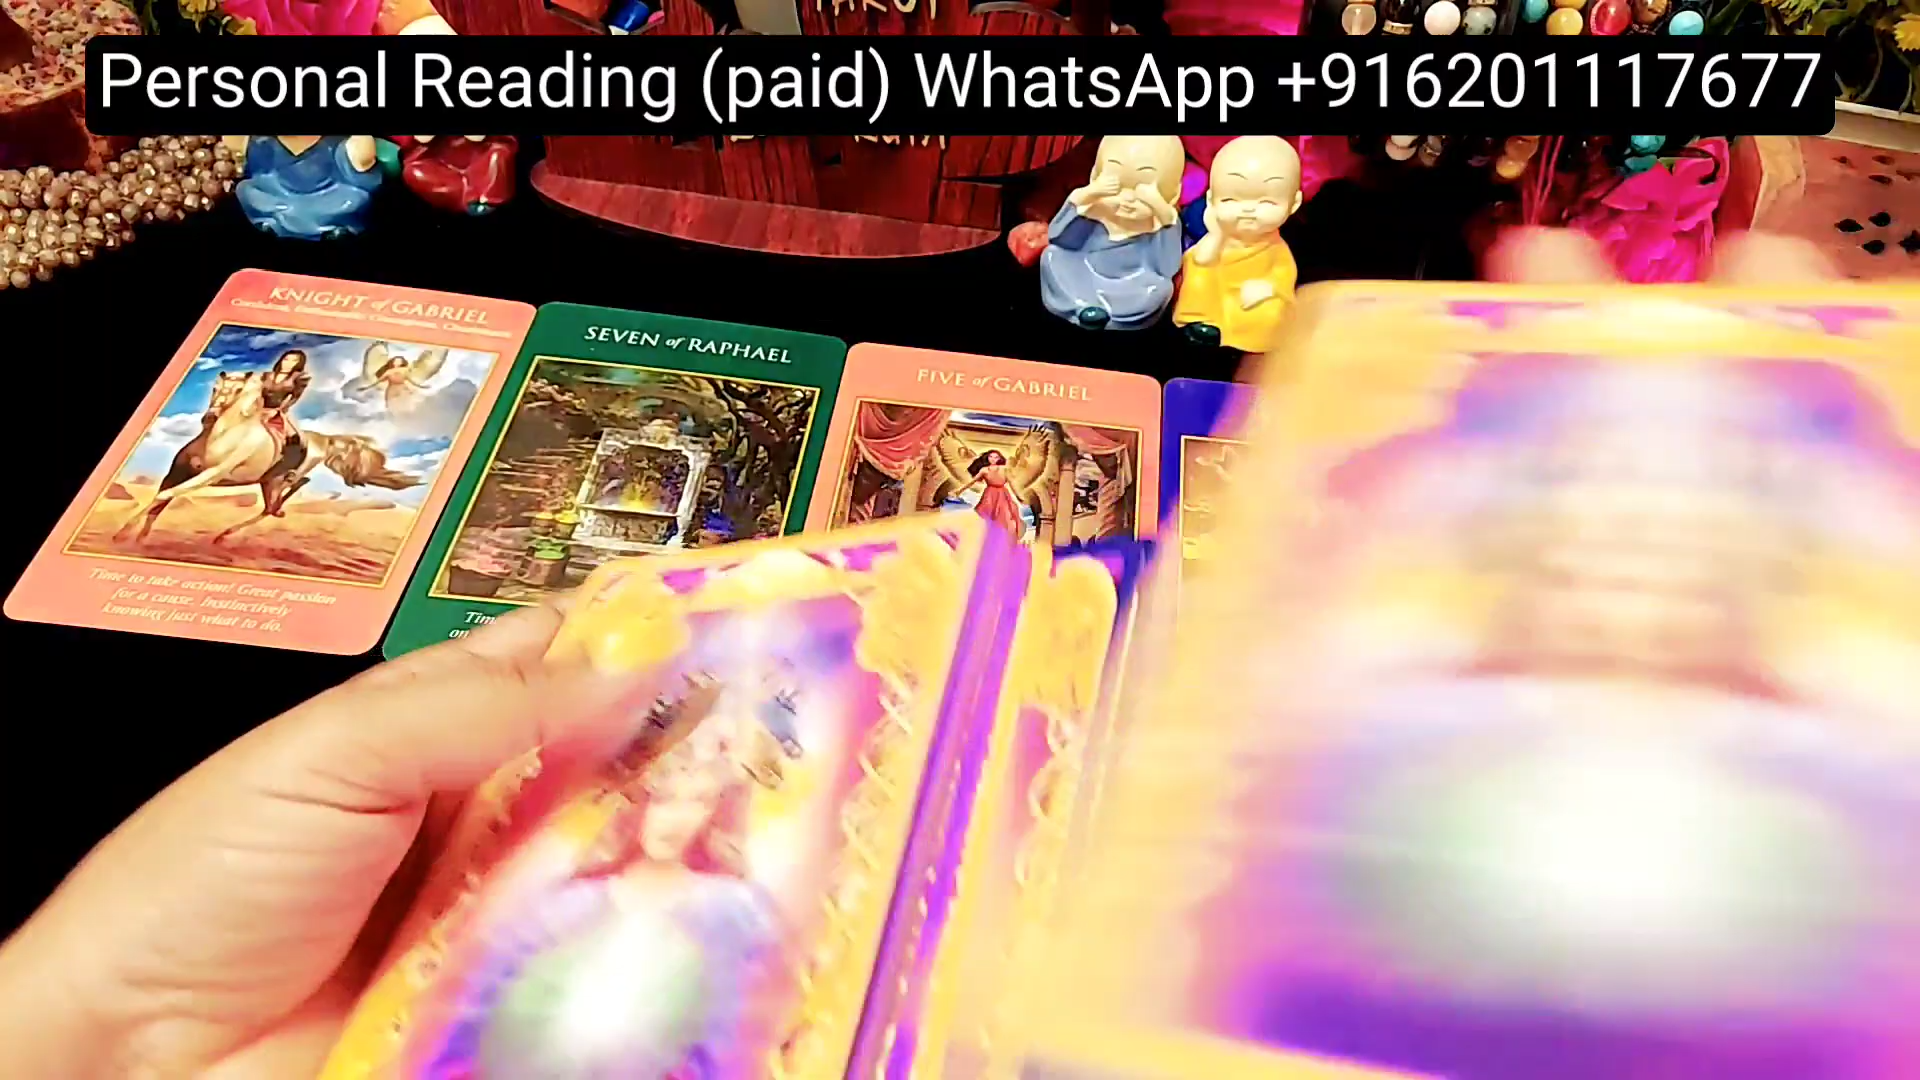 TAROT
Personal Reading (paid) WhatsApp +916201117677
KNIGHT of GABRIEL
SEVEN of RAPHAEL
FIVE of GABRIEL
Time to take action! Great passion
for a cause. Instinctively
knowing just what to do.